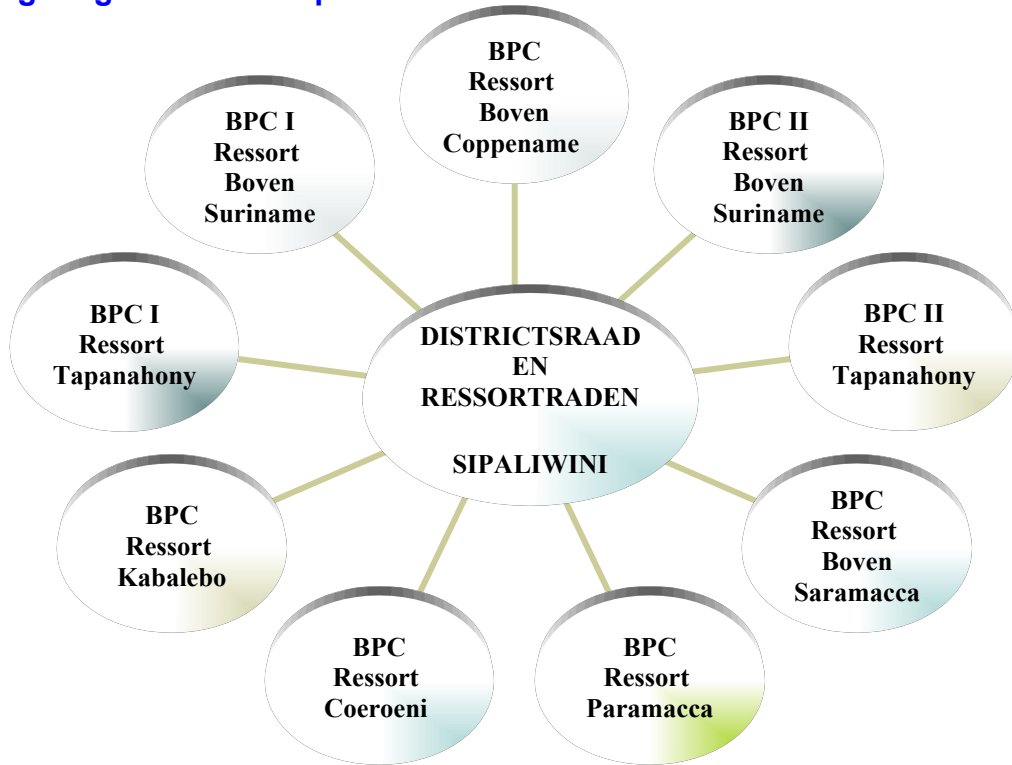 BPC
Ressort
Boven
Coppename
BPC I
Ressort
Boven
Suriname
BPC II
Ressort
Boven
Suriname
BPC I
Ressort
Tapanahony
DISTRICTSRAAD
EN
RESSORTRADEN
SIPALIWINI
BPC II
Ressort
Tapanahony
BPC
Ressort
Kabalebo
BPC
Ressort
Boven
Saramacca
BPC
Ressort
Coeroeni
BPC
Ressort
Paramacca